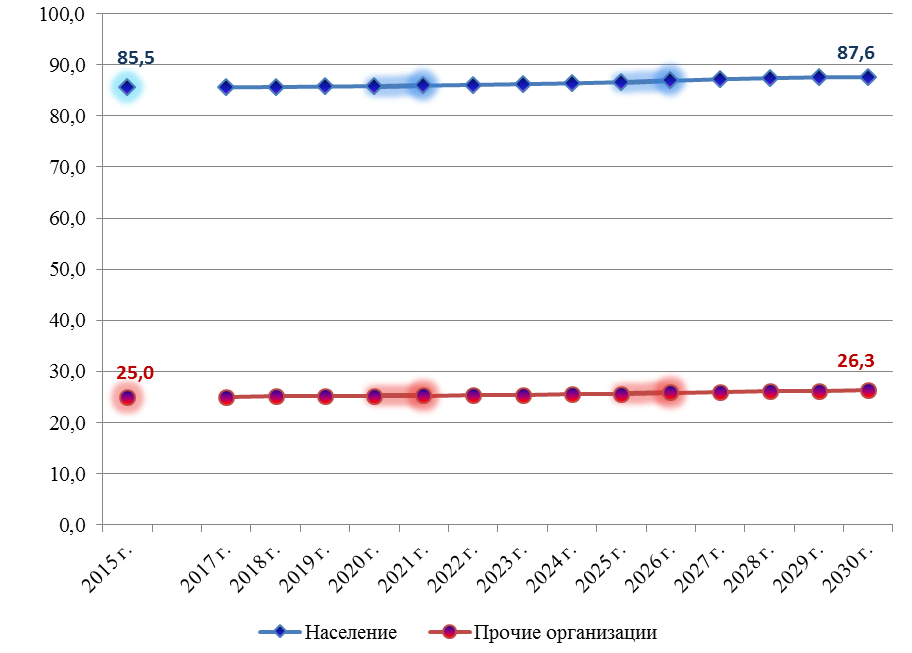 100,0
90,0
80,0
70,0
60,0
50,0
40,0
30,0
20,0
10,0
0,0
85,5
87,6
25,0
26,3
2015 г.
2017 г.
2018 г.
2019 г.
2020 г.
2021 г.
2022 г.
2023 г.
2024 г.
2025 г.
2026 г.
2027 г.
2028 г.
2029 г.
2030 г.
Население
Прочие организации